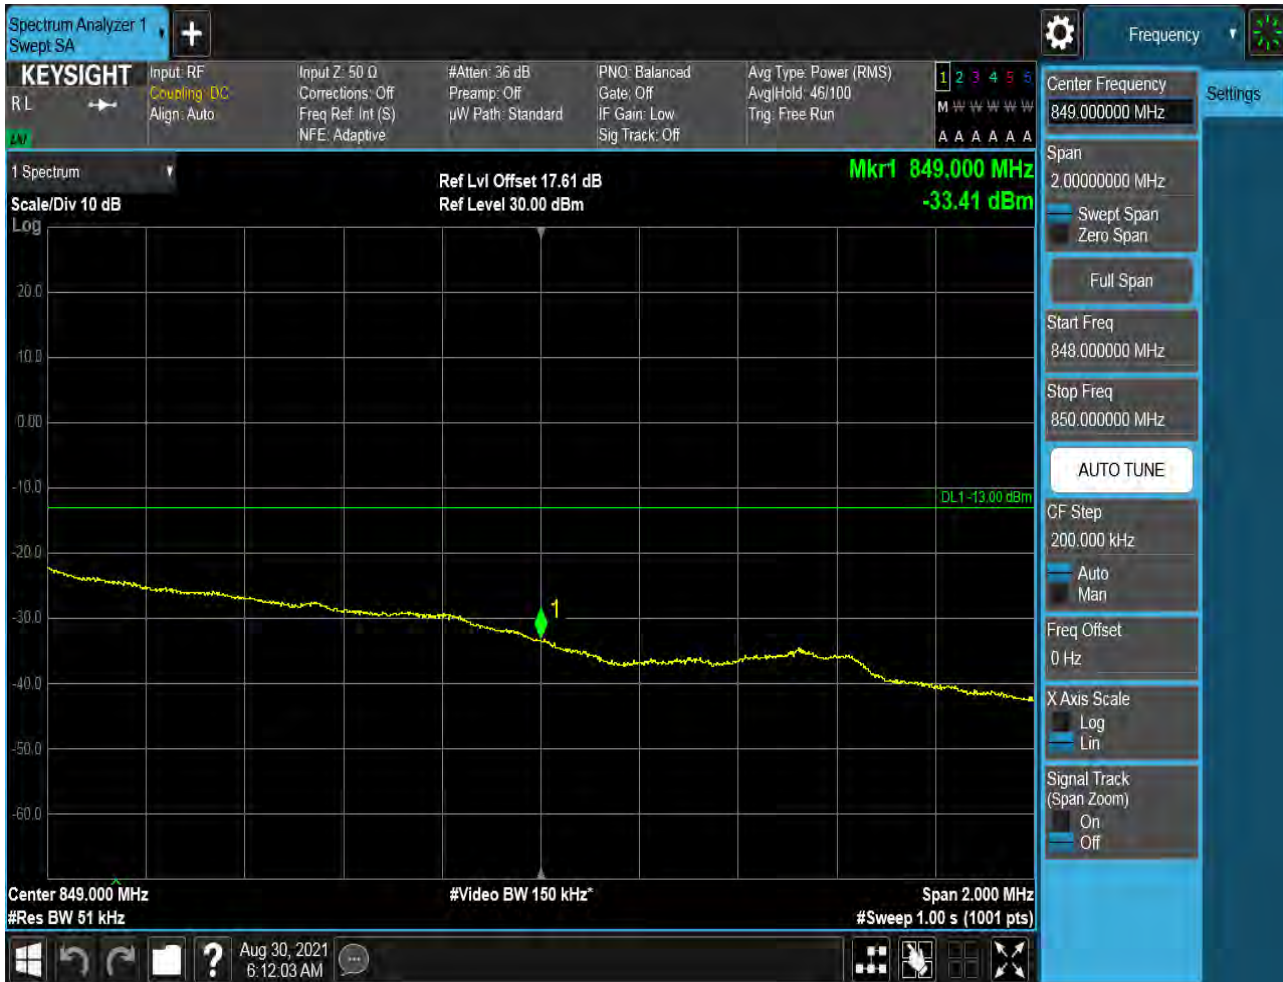 Spectrum Analyzer 1
Swept SA
Frequency
KEYSIGHT
R L
LXI
Input: RF
Coupling: DC
Align: Auto
Input Z: 50 Ω
Corrections: Off
Freq Ref: Int (S)
NFE: Adaptive
#Atten: 36 dB
Preamp: Off
µW Path: Standard
PNO: Balanced
Gate: Off
IF Gain: Low
Sig Track: Off
Avg Type: Power (RMS)
Avg|Hold: 46/100
Trig: Free Run
1 2 3 4 5 6
M W W W W W
A A A A A A
1 Spectrum
Scale/Div 10 dB
Log
Ref Lvl Offset 17.61 dB
Ref Level 30.00 dBm
Mkr1 849.000 MHz
-33.41 dBm
20.0
10.0
0.00
-10.0
DL1 -13.00 dBm
-20.0
1
-30.0
-40.0
-50.0
-60.0
Center 849.000 MHz
#Res BW 51 kHz
#Video BW 150 kHz*
Span 2.000 MHz
#Sweep 1.00 s (1001 pts)
Center Frequency
849.000000 MHz
Settings
Span
2.00000000 MHz
Swept Span
Zero Span
Full Span
Start Freq
848.000000 MHz
Stop Freq
850.000000 MHz
AUTO TUNE
CF Step
200.000 kHz
Auto
Man
Freq Offset
0 Hz
X Axis Scale
Log
Lin
Signal Track
(Span Zoom)
On
Off
?
Aug 30, 2021
6:12:03 AM